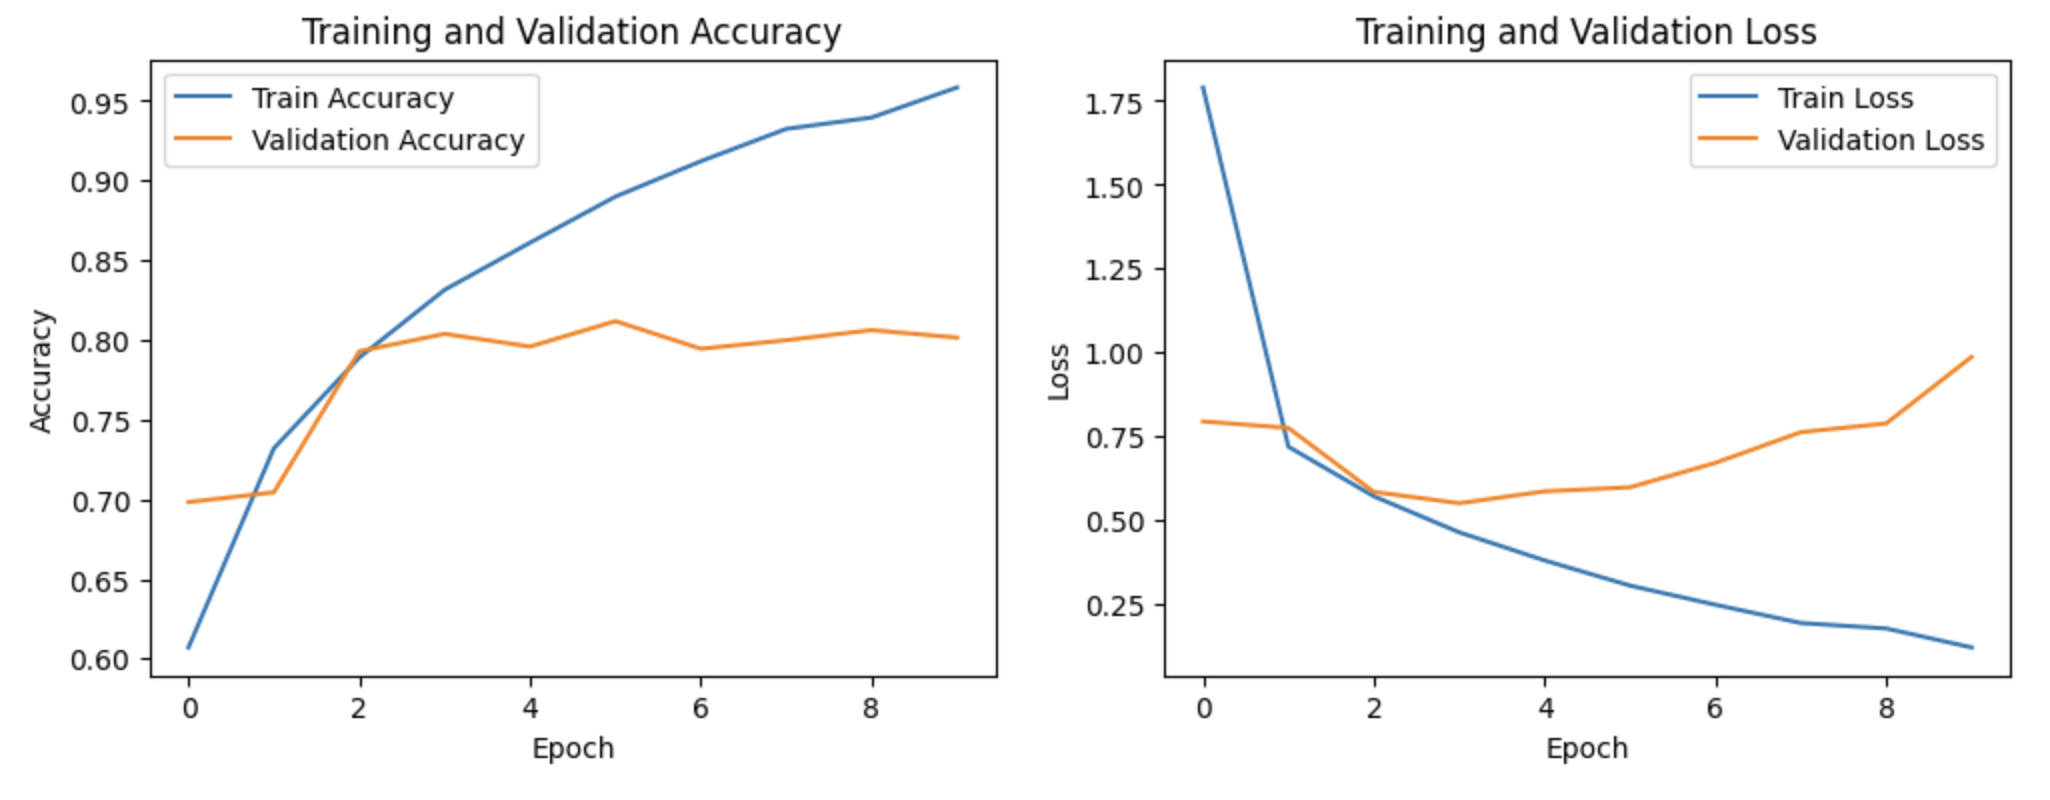 Training and Validation Accuracy
Train Accuracy
Validation Accuracy
0.95
0.90
0.85
0.80
0.75
0.70
0.65
0.60
Accuracy
0 2 4 6 8
Epoch
Training and Validation Loss
Train Loss
Validation Loss
1.75
1.50
1.25
1.00
0.75
0.50
0.25
Loss
0 2 4 6 8
Epoch